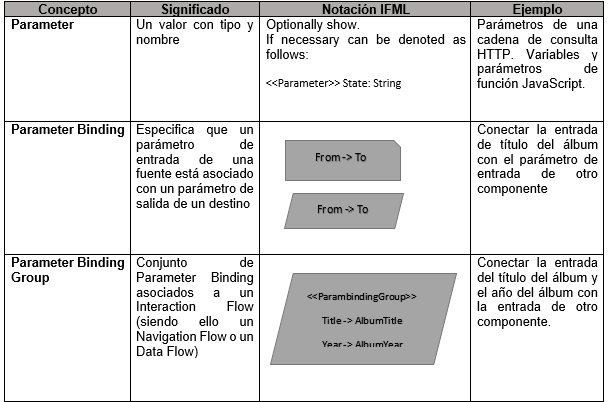 Concepto
Significado
Notación IFML
Ejemplo
Parameter
Un valor con tipo y
nombre
Optionally show.
If necessary can be denoted as
follows:
<<Parameter>> State: String
Parámetros de una
cadena de consulta
HTTP. Variables y
parámetros de
función JavaScript.
Parameter Binding
Especifica que un
parámetro de
entrada de una
fuente está asociado
con un parámetro de
salida de un destino
From -> To
From -> To
Conectar la entrada
de título del álbum
con el parámetro de
entrada de otro
componente
Parameter Binding
Group
Conjunto de
Parameter Binding
asociados a un
Interaction Flow
(siendo ello un
Navigation Flow o un
Data Flow)
<<ParambindingGroup>>
Title -> AlbumTitle
Year -> AlbumYear
Conectar la entrada
del título del álbum y
el año del álbum con
la entrada de otro
componente.